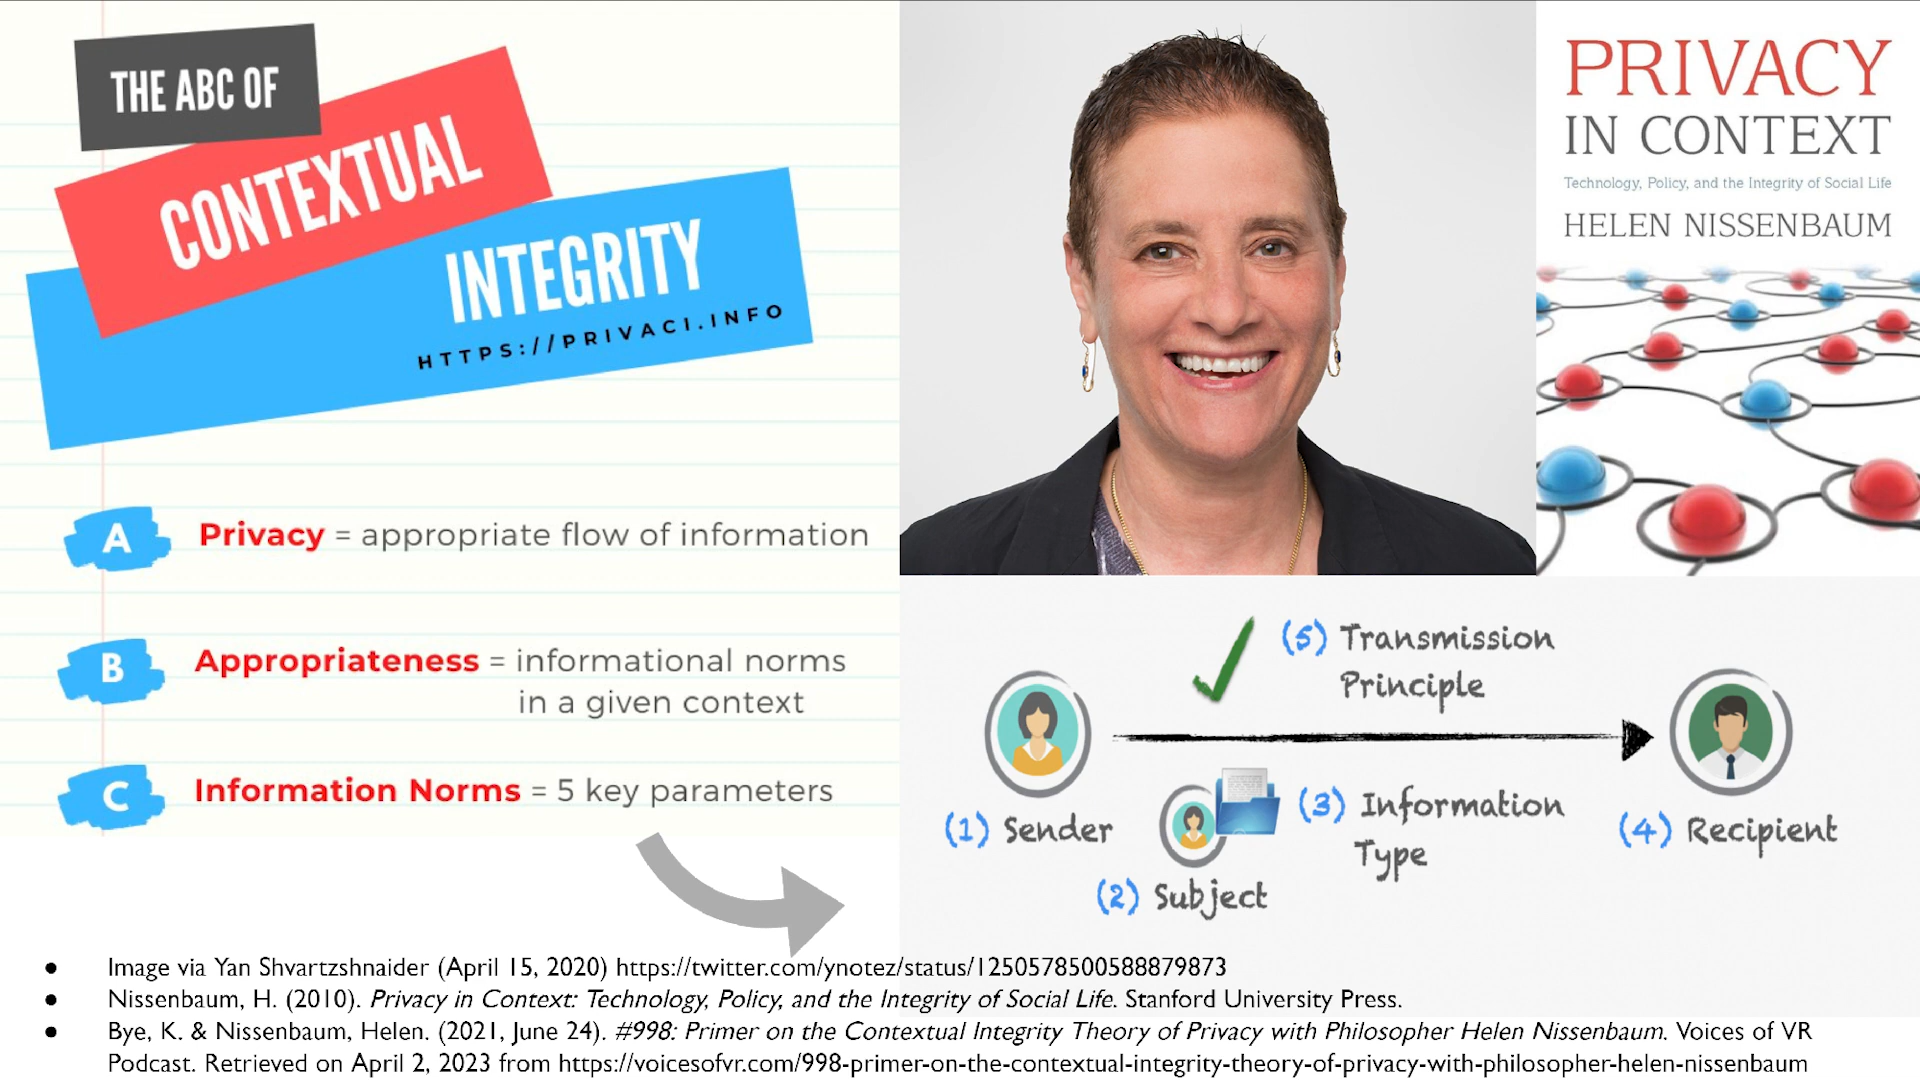 THE ABC OF
CONTEXTUAL
INTEGRITY
HTTPS://PRIVACI.INFO
A Privacy = appropriate flow of information
B Appropriateness = informational norms
in a given context
C Information Norms = 5 key parameters
PRIVACY
IN CONTEXT
Technology, Policy, and the Integrity of Social Life
HELEN NISSENBAUM
(5) Transmission
Principle
(1) Sender
(3) Information
Type
(4) Recipient
(2) Subject
● Image via Yan Shvartzshnaider (April 15, 2020) https://twitter.com/ynotez/status/1250578500588879873
● Nissenbaum, H. (2010). Privacy in Context: Technology, Policy, and the Integrity of Social Life. Stanford University Press.
● Bye, K. & Nissenbaum, Helen. (2021, June 24). #998: Primer on the Contextual Integrity Theory of Privacy with Philosopher Helen Nissenbaum. Voices of VR
Podcast. Retrieved on April 2, 2023 from https://voicesofvr.com/998-primer-on-the-contextual-integrity-theory-of-privacy-with-philosopher-helen-nissenbaum